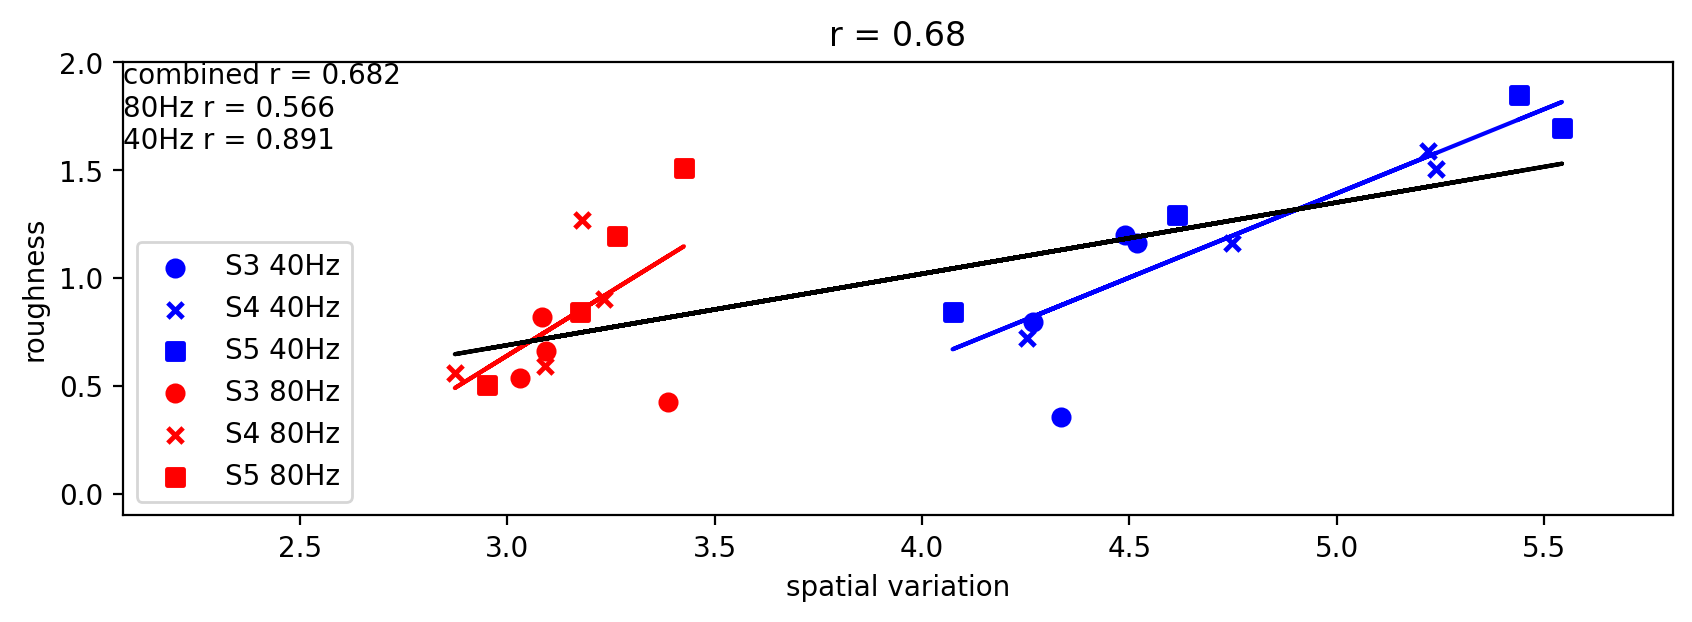 r = 0.68
combined r = 0.682
80Hz r = 0.566
40Hz r = 0.891
2.0
1.5
1.0
0.5
0.0
roughness
S3 40Hz
S4 40Hz
S5 40Hz
S3 80Hz
S4 80Hz
S5 80Hz
2.5 3.0 3.5 4.0 4.5 5.0 5.5
spatial variation